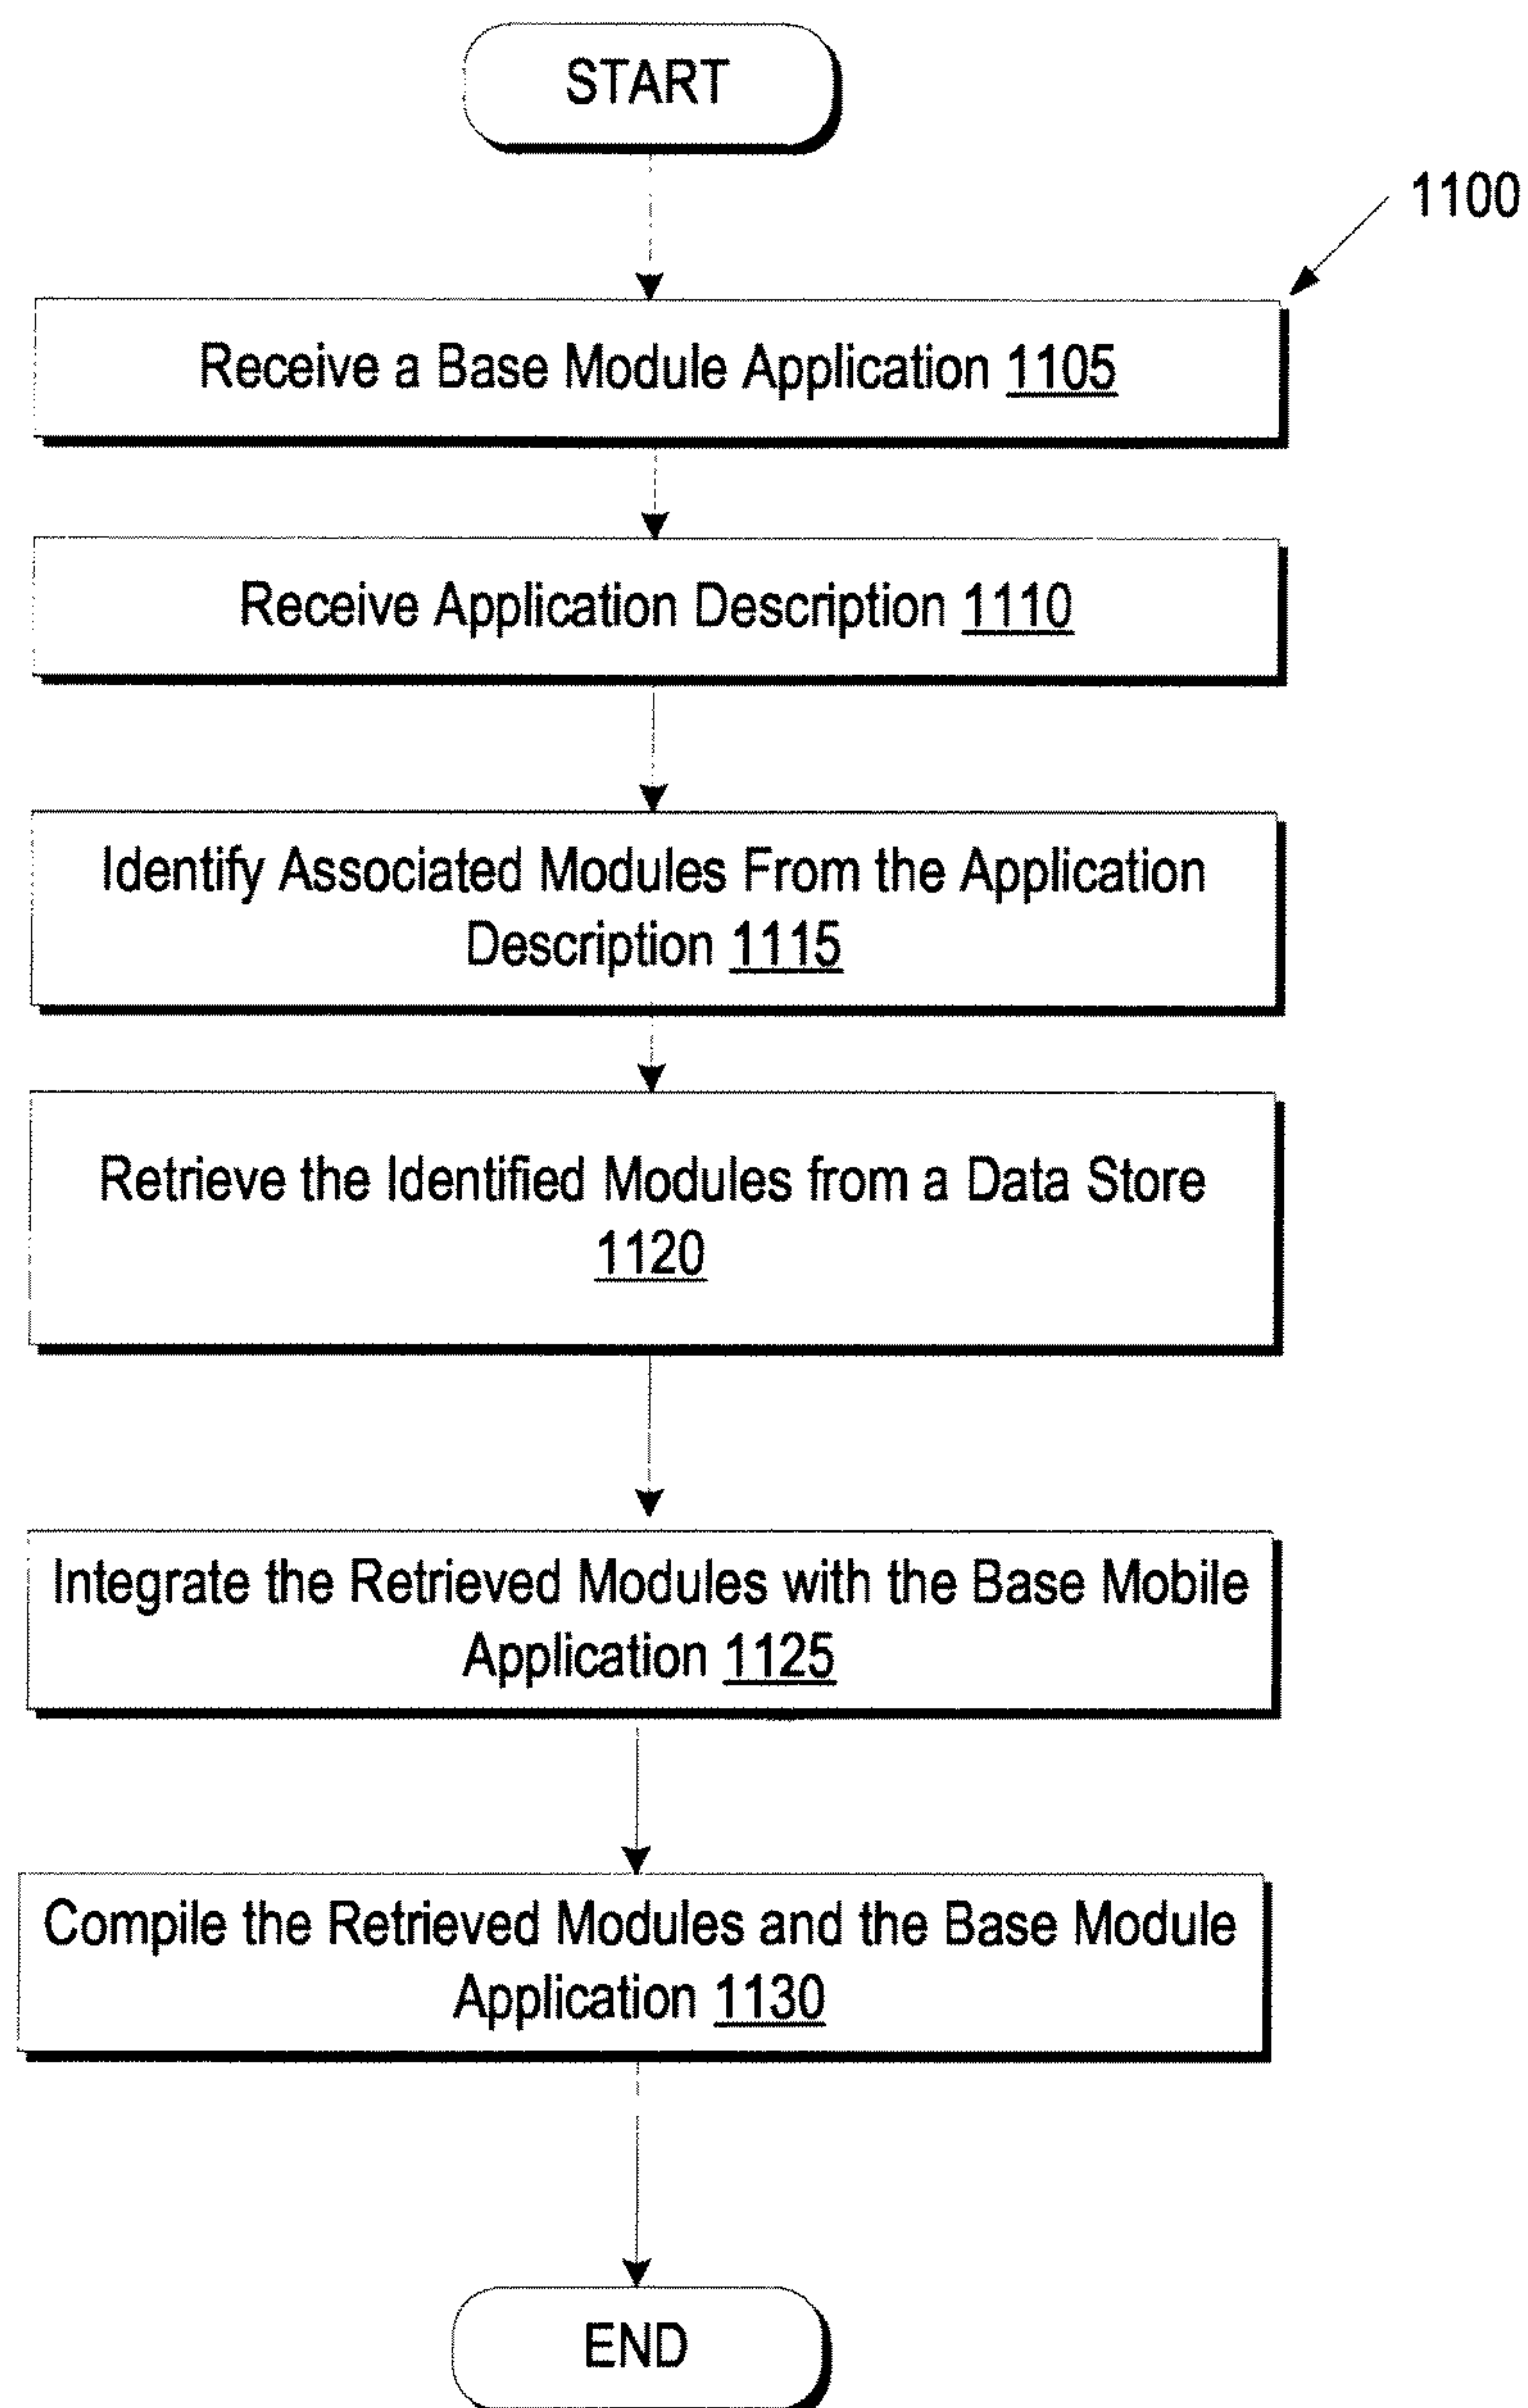 START
1100
Receive a Base Module Application 1105
Receive Application Description 1110
Identify Associated Modules From the Application
Description 1115
Retrieve the Identified Modules from a Data Store
1120
Integrate the Retrieved Modules with the Base Mobile
Application 1125
Compile the Retrieved Modules and the Base Module
Application 1130
END